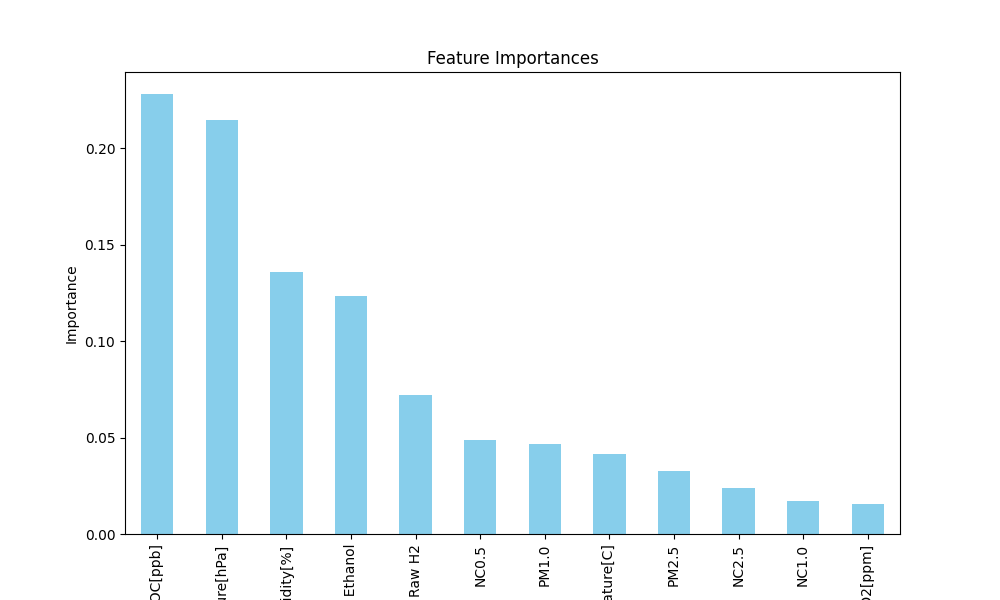 Feature Importances
Importance
0.20
0.15
0.10
0.05
0.00
OC[ppb]
ure[hPa]
idity[%]
Ethanol
Raw H2
NC0.5
PM1.0
ature[C]
PM2.5
NC2.5
NC1.0
O2[ppm]